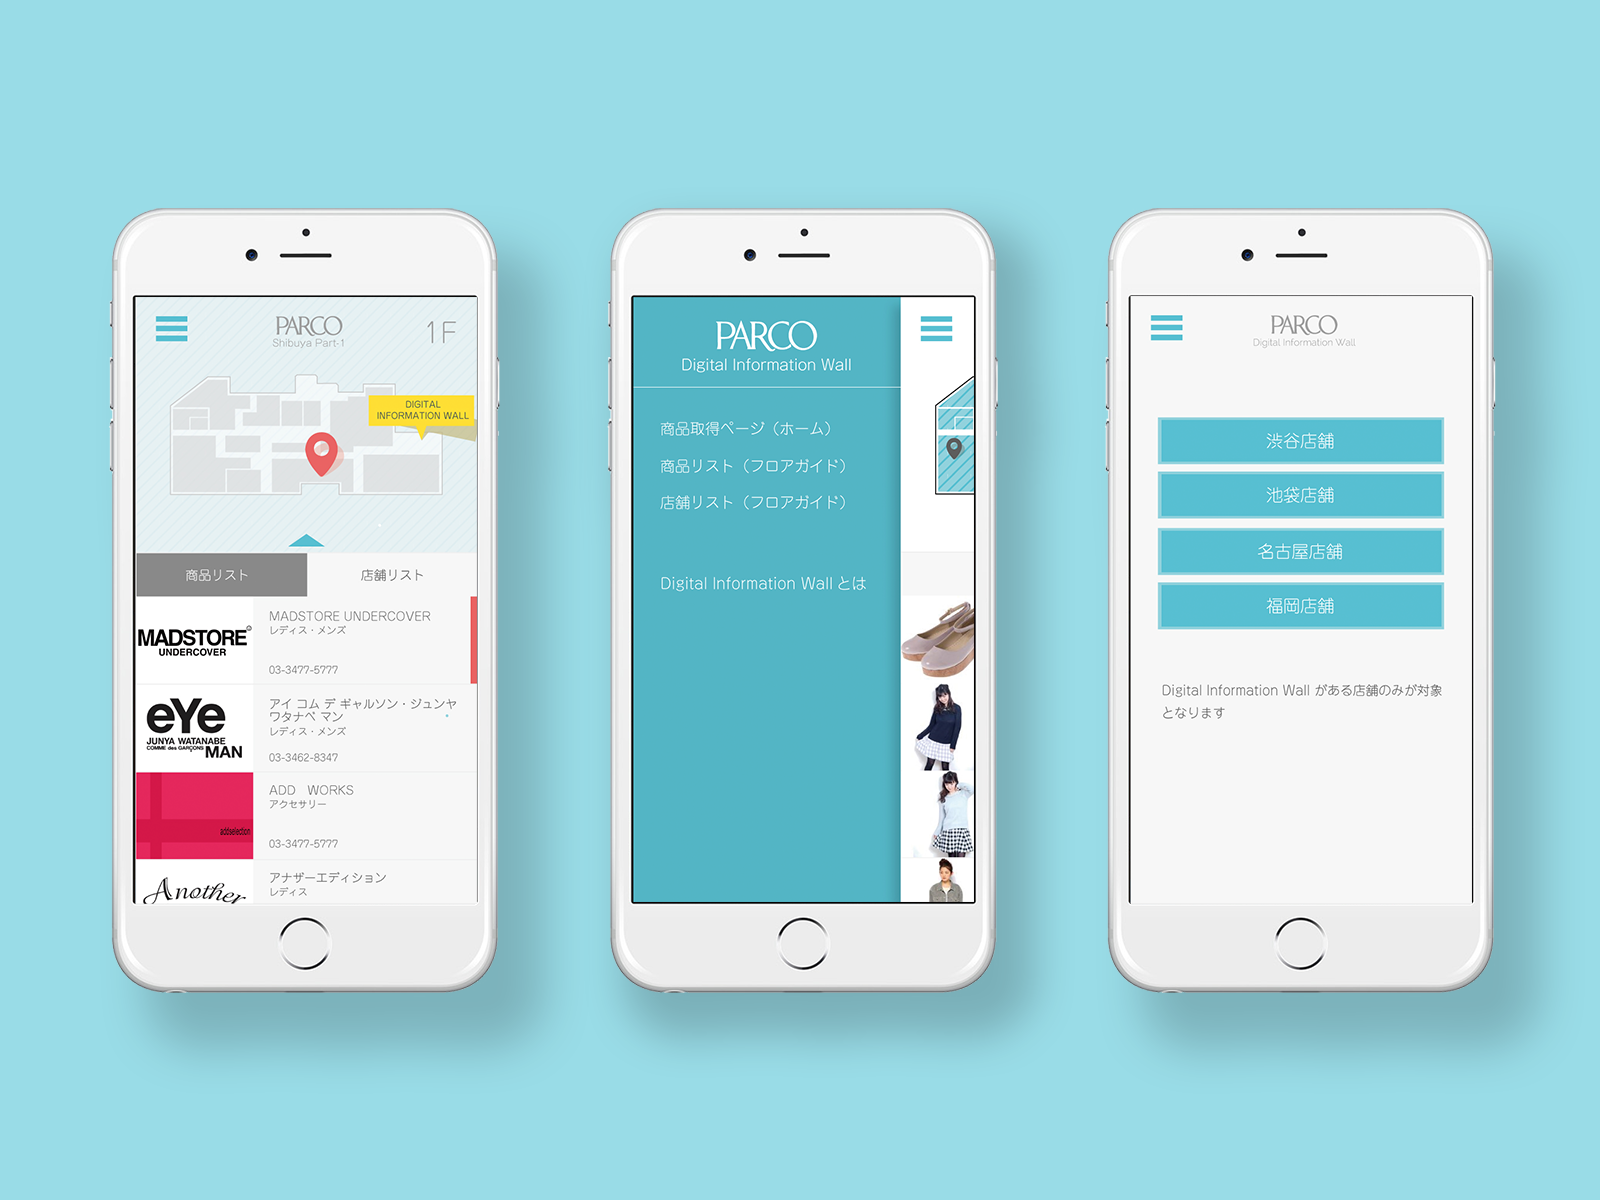 PARCO
Shibuya Part-1
1F
DIGITAL
INFORMATION WALL
商品リスト
店舗リスト
MADSTORE
UNDERCOVER
MADSTORE UNDERCOVER
レディス・メンズ
03-3477-5777
eYe
JUNYA WATANABE
COMME des GARÇONS
MAN
アイ コム デ ギャルソン・ジュンヤ
ワタナベ マン
レディス・メンズ
03-3462-8347
addselection
ADD WORKS
アクセサリー
03-3477-5777
Another
アナザーエディション
レディス
PARCO
Digital Information Wall
商品取得ページ（ホーム）
商品リスト（フロアガイド）
店舗リスト（フロアガイド）
Digital Information Wall とは
PARCO
Digital Information Wall
渋谷店舗
池袋店舗
名古屋店舗
福岡店舗
Digital Information Wall がある店舗のみが対象
となります